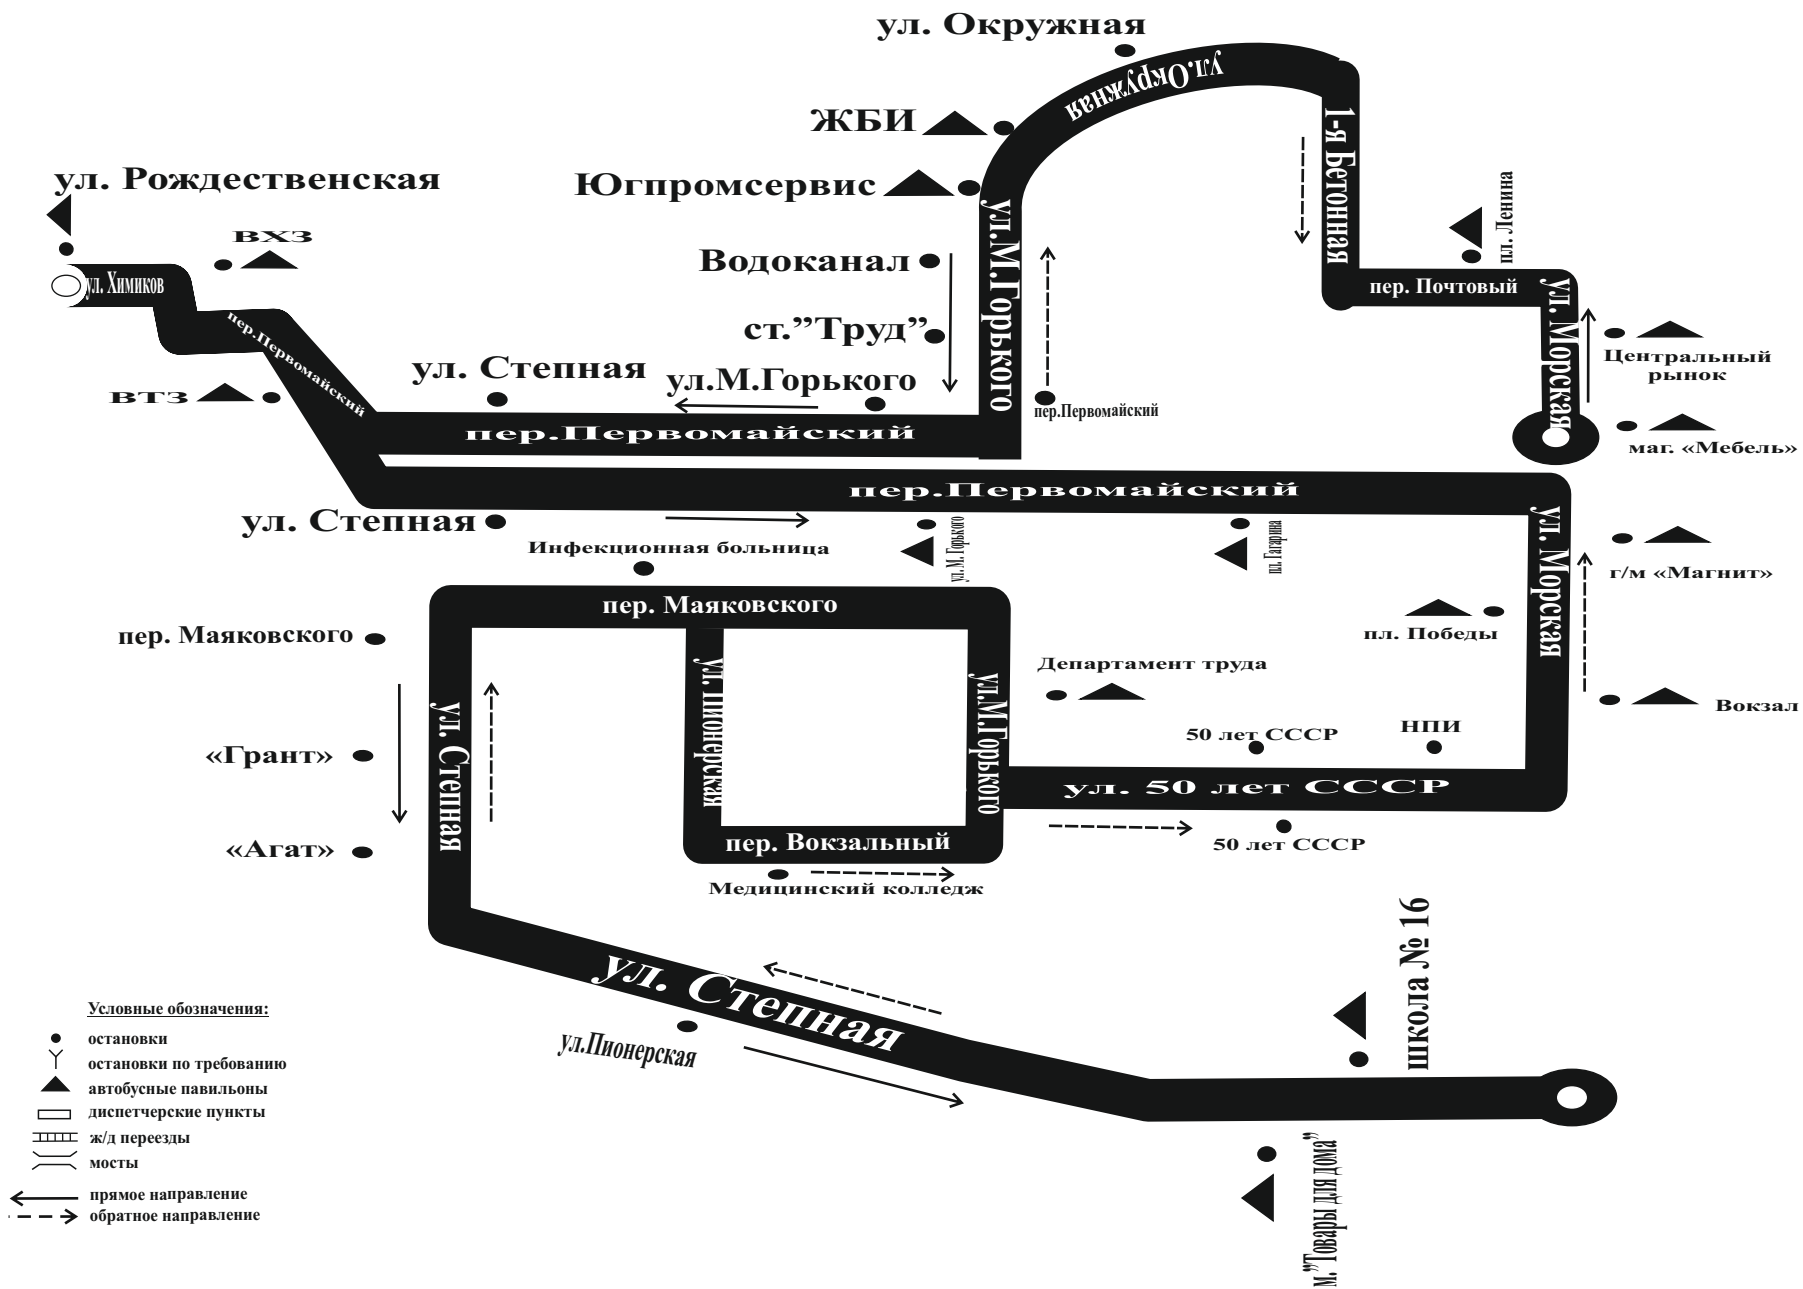 ул. Окружная
ул.Окружная
ЖБИ
1-я Бетонная
ул. Рождественская
Югпромсервис
пл. Ленина
ВХЗ
Водоканал
ул.М.Горького
ул. Химиков
пер. Почтовый
ул. Морская
пер.Первомайский
ст.”Труд”
Центральный
рынок
ул. Степная
ул.М.Горького
ВТЗ
пер.Первомайский
пер.Первомайский
маг. «Мебель»
пер.Первомайский
ул. Степная
ул. Морская
Инфекционная больница
ул.М. Горького
пл. Гагарина
г/м «Магнит»
пер. Маяковского
пер. Маяковского
пл. Победы
Департамент труда
ул. Пионерская
ул.М.Горького
Вокзал
ул. Степная
50 лет СССР
НПИ
«Грант»
ул. 50 лет СССР
«Агат»
пер. Вокзальный
50 лет СССР
Медицинский колледж
школа № 16
ул. Степная
ул.Пионерская
м.”Товары для дома”
Условные обозначения:
остановки
остановки по требованию
автобусные павильоны
диспетчерские пункты
ж/д переезды
мосты
прямое направление
обратное направление